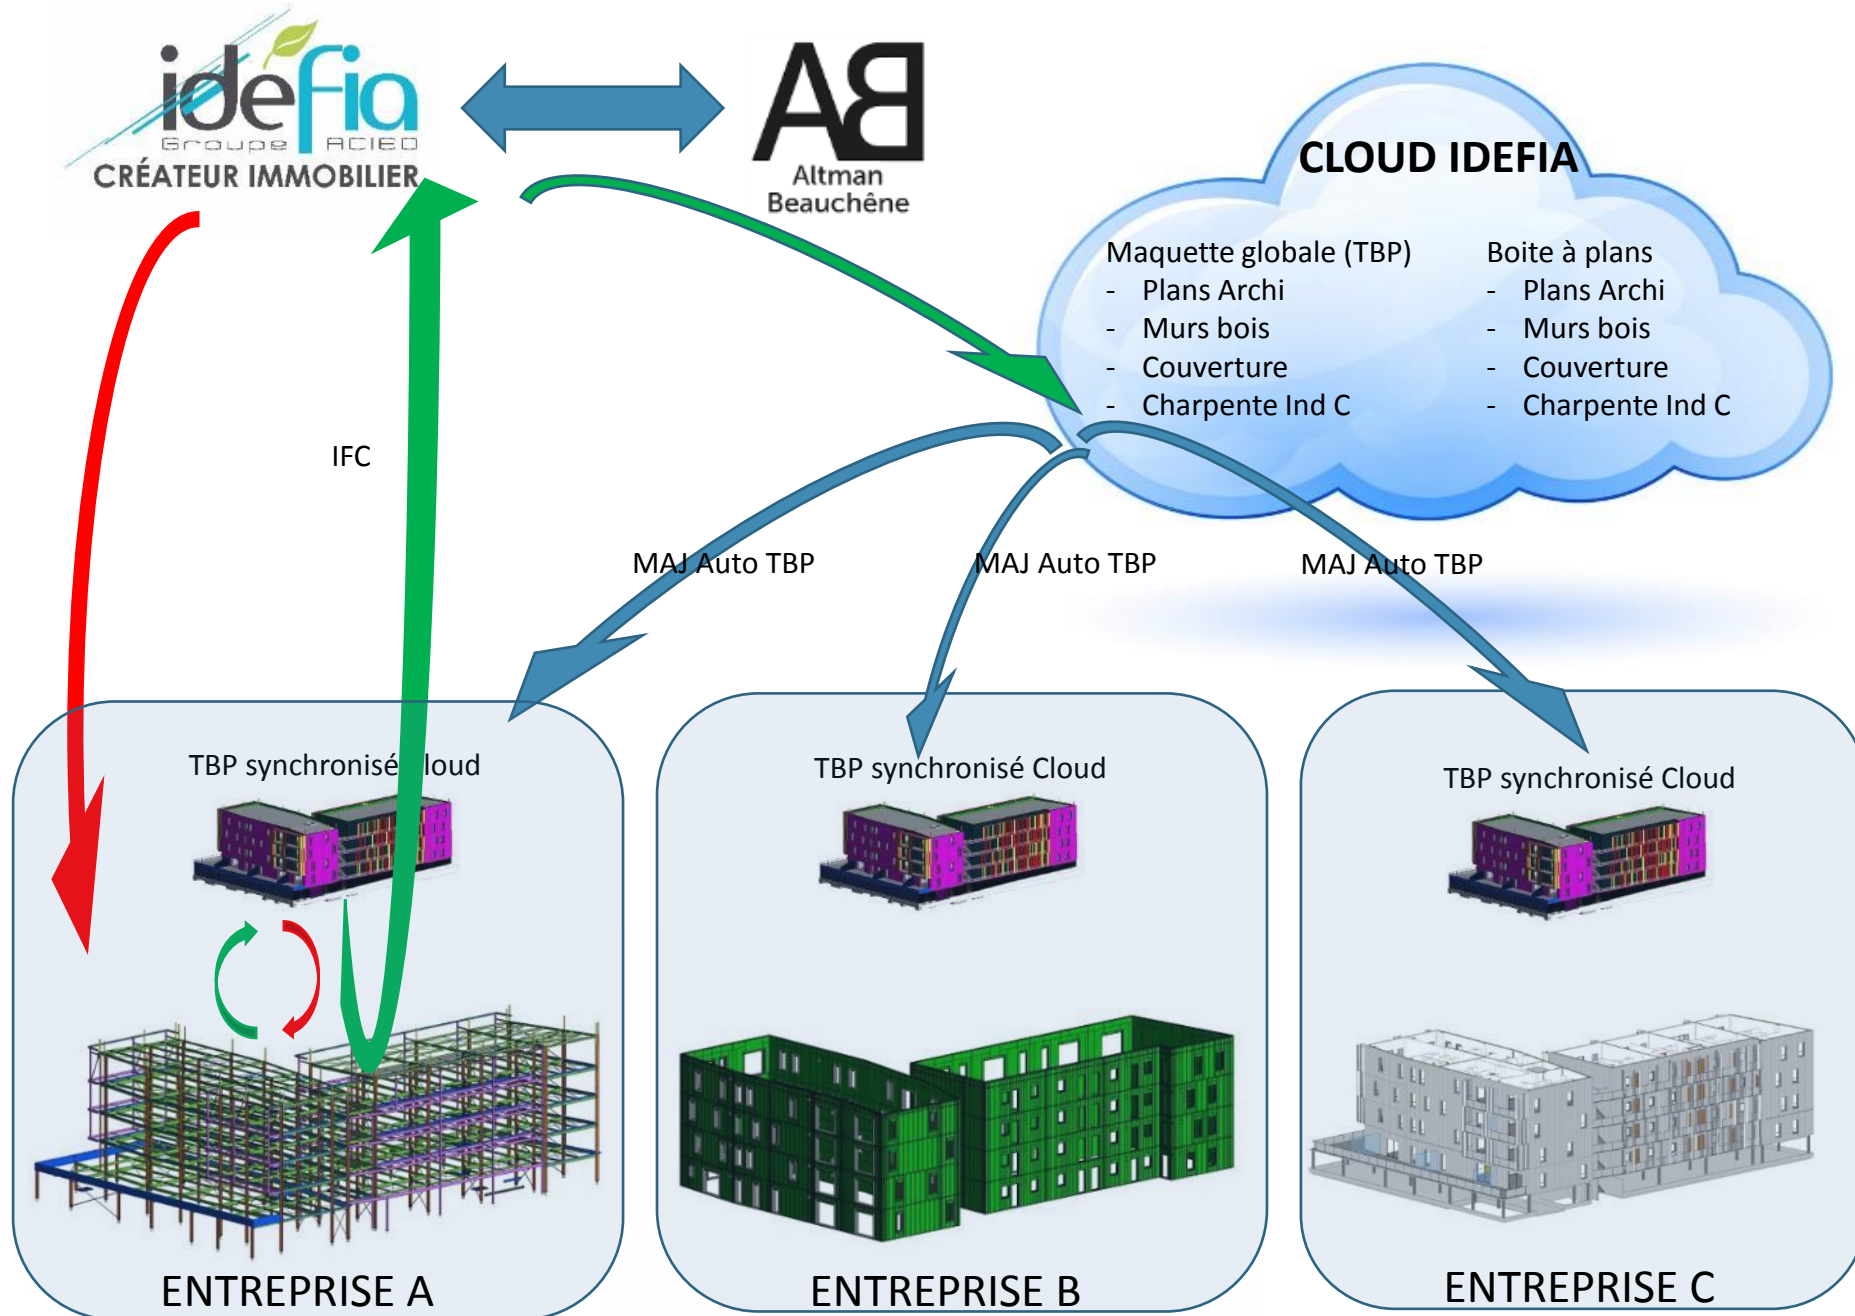 idéfia
Groupe ACIEO
CRÉATEUR IMMOBILIER
AB
Altman
Beauchêne
CLOUD IDEFIA
Maquette globale (TBP)
- Plans Archi
- Murs bois
- Couverture
- Charpente Ind C
Boite à plans
- Plans Archi
- Murs bois
- Couverture
- Charpente Ind C
IFC
MAJ Auto TBP
MAJ Auto TBP
MAJ Auto TBP
TBP synchronisé Cloud
TBP synchronisé Cloud
TBP synchronisé Cloud
ENTREPRISE A
ENTREPRISE B
ENTREPRISE C